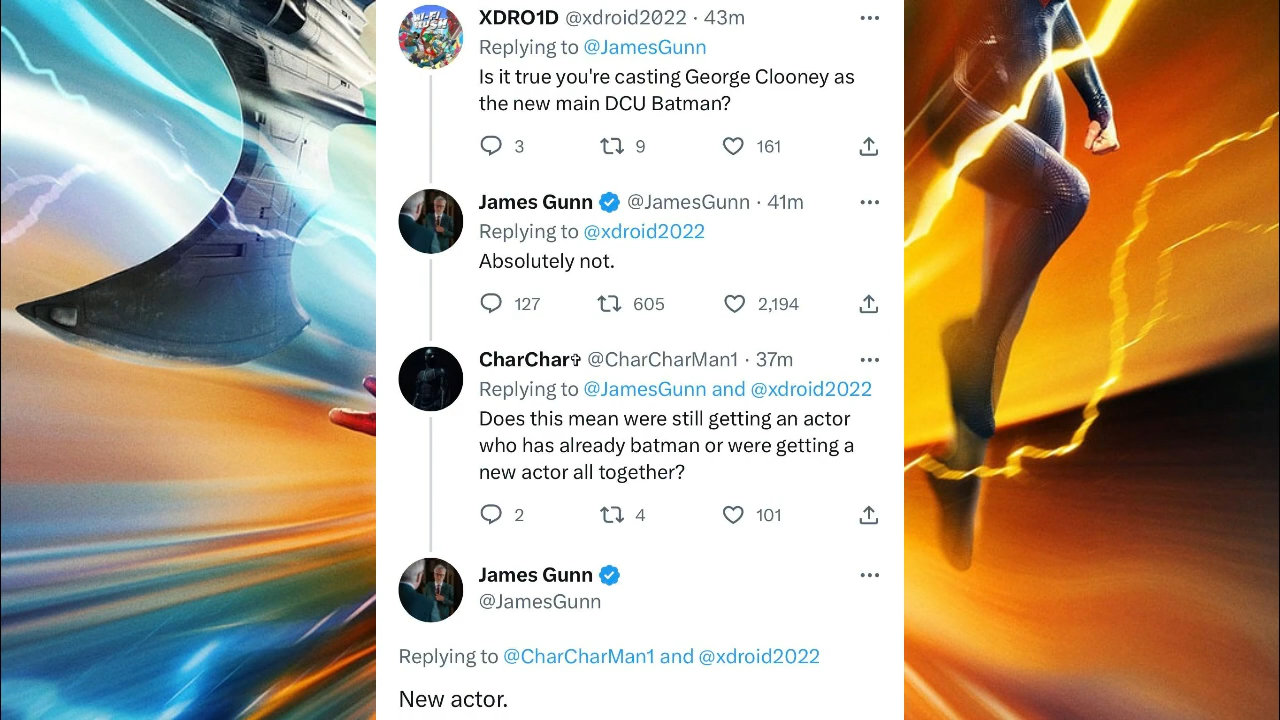 XDRO1D @xdroid2022 · 43m
Replying to @JamesGunn
Is it true you're casting George Clooney as
the new main DCU Batman?
3 9 161
James Gunn @JamesGunn · 41m
Replying to @xdroid2022
Absolutely not.
127 605 2,194
CharChar✞ @CharCharMan1 · 37m
Replying to @JamesGunn and @xdroid2022
Does this mean were still getting an actor
who has already batman or were getting a
new actor all together?
2 4 101
James Gunn
@JamesGunn
Replying to @CharCharMan1 and @xdroid2022
New actor.